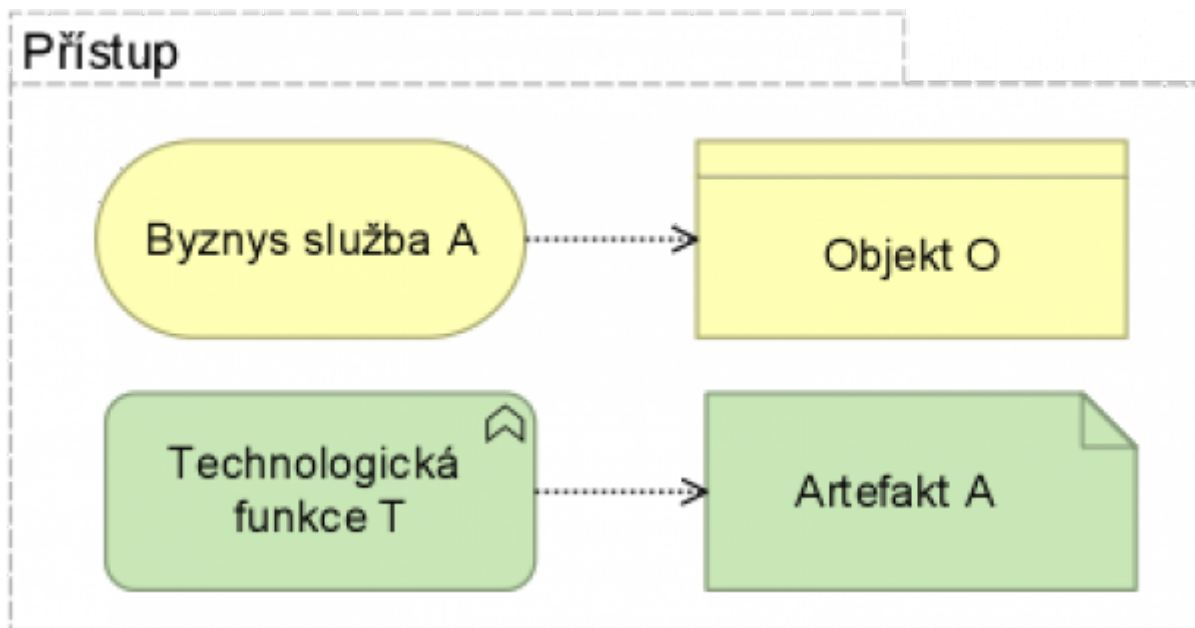 Přístup
Byznys služba A
Objekt O
Technologická
funkce T
Artefakt A